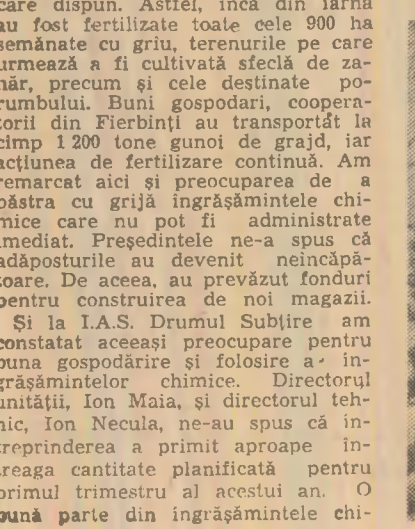 care dispun. Astfel, încă din iarnă
au fost fertilizate toate cele 900 ha
semănate cu grîu, terenurile pe care
urmează a fi cultivată sfeclă de za-
hăr, precum și cele destinate po-
rumbului. Buni gospodari, coopera-
torii din Fierbinți au transportat la
cîmp 1 200 tone gunoi de grajd, iar
acțiunea de fertilizare continuă. Am
remarcat aici și preocuparea de a
păstra cu grijă îngrășămintele chi-
mice care nu pot fi administrate
imediat. Președintele ne-a spus că
adăposturile au devenit neîncăpă-
toare. De aceea, au prevăzut fonduri
pentru construirea de noi magazii.
Și la I.A.S. Drumul Subțire am
constatat aceeași preocupare pentru
buna gospodărire și folosire a în-
grășămintelor chimice. Directorul
unității, Ion Maia, și directorul teh-
nic, Ion Necula, ne-au spus că în-
treprinderea a primit aproape în-
treaga cantitate planificată pentru
primul trimestru al acestui an. O
bună parte din îngrășămintele chi-